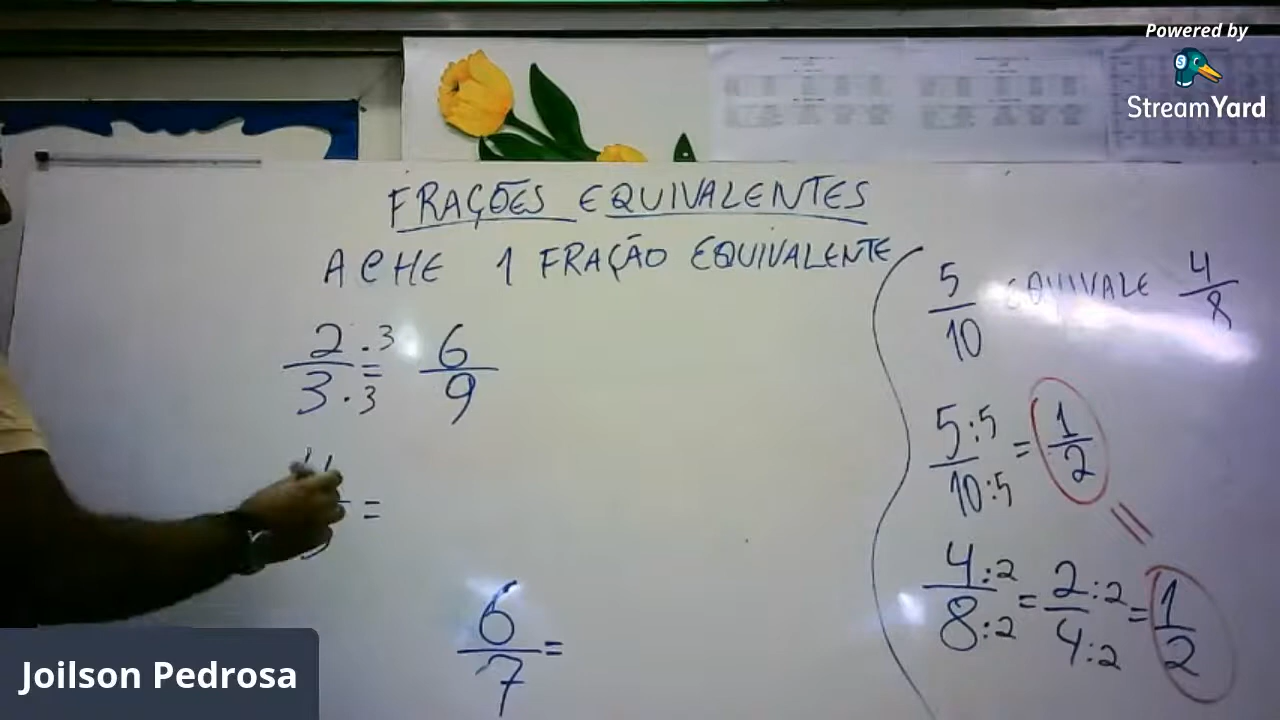 Powered by
StreamYard
FRAÇÕES EQUIVALENTES
ACHE 1 FRAÇÃO EQUIVALENTE
2/3 .3/.3 = 6/9
=
6/7 =
5/10 EQUIVALE 4/8
5:5/10:5 = 1/2
=
4:2/8:2 = 2:2/4:2 = 1/2
Joilson Pedrosa